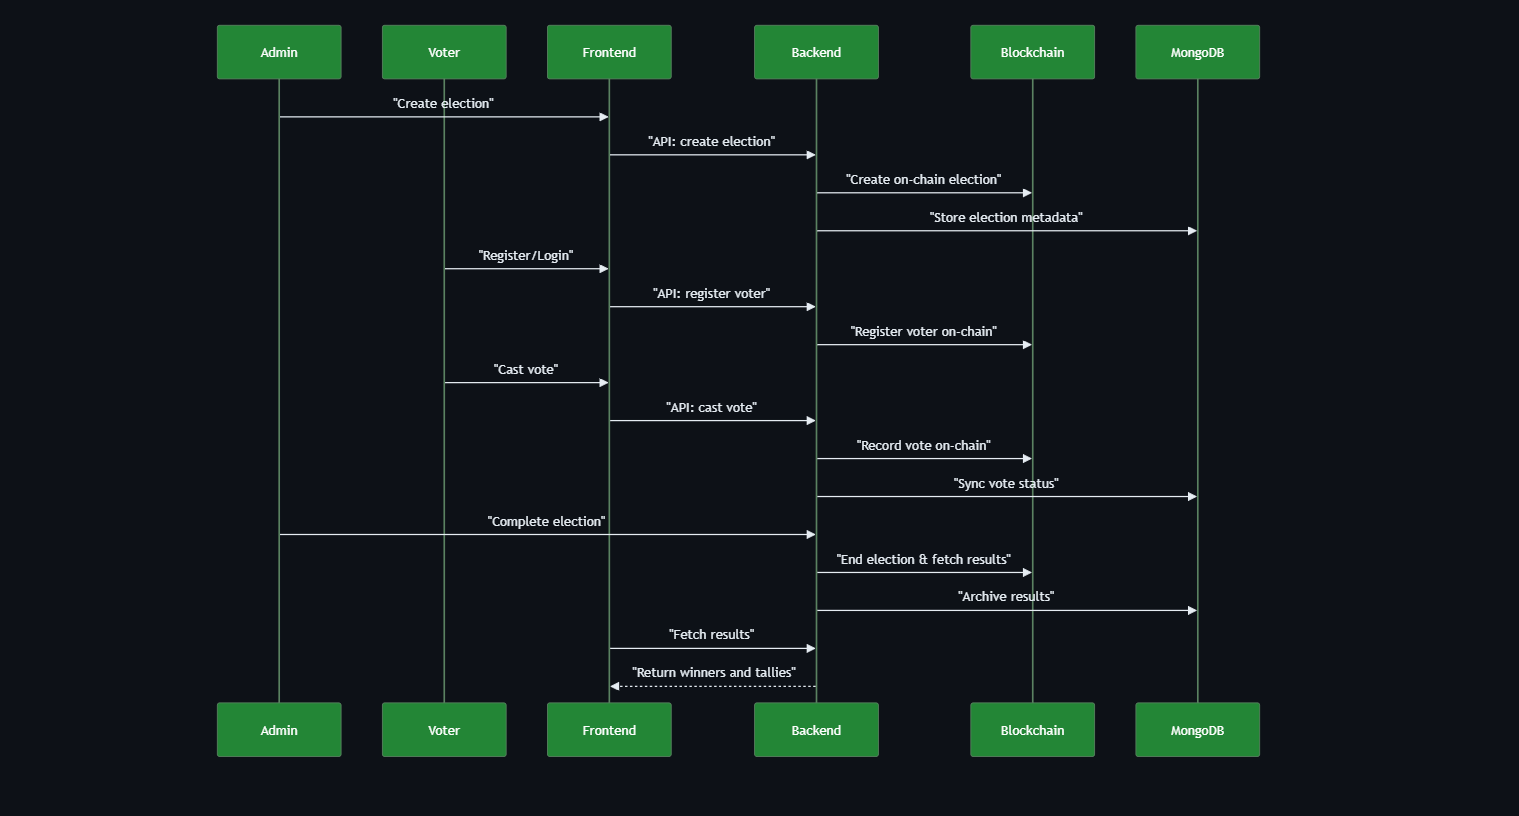 Admin
Voter
Frontend
Backend
Blockchain
MongoDB
"Create election"
"API: create election"
"Create on-chain election"
"Store election metadata"
"Register/Login"
"API: register voter"
"Register voter on-chain"
"Cast vote"
"API: cast vote"
"Record vote on-chain"
"Sync vote status"
"Complete election"
"End election & fetch results"
"Archive results"
"Fetch results"
"Return winners and tallies"
Admin
Voter
Frontend
Backend
Blockchain
MongoDB